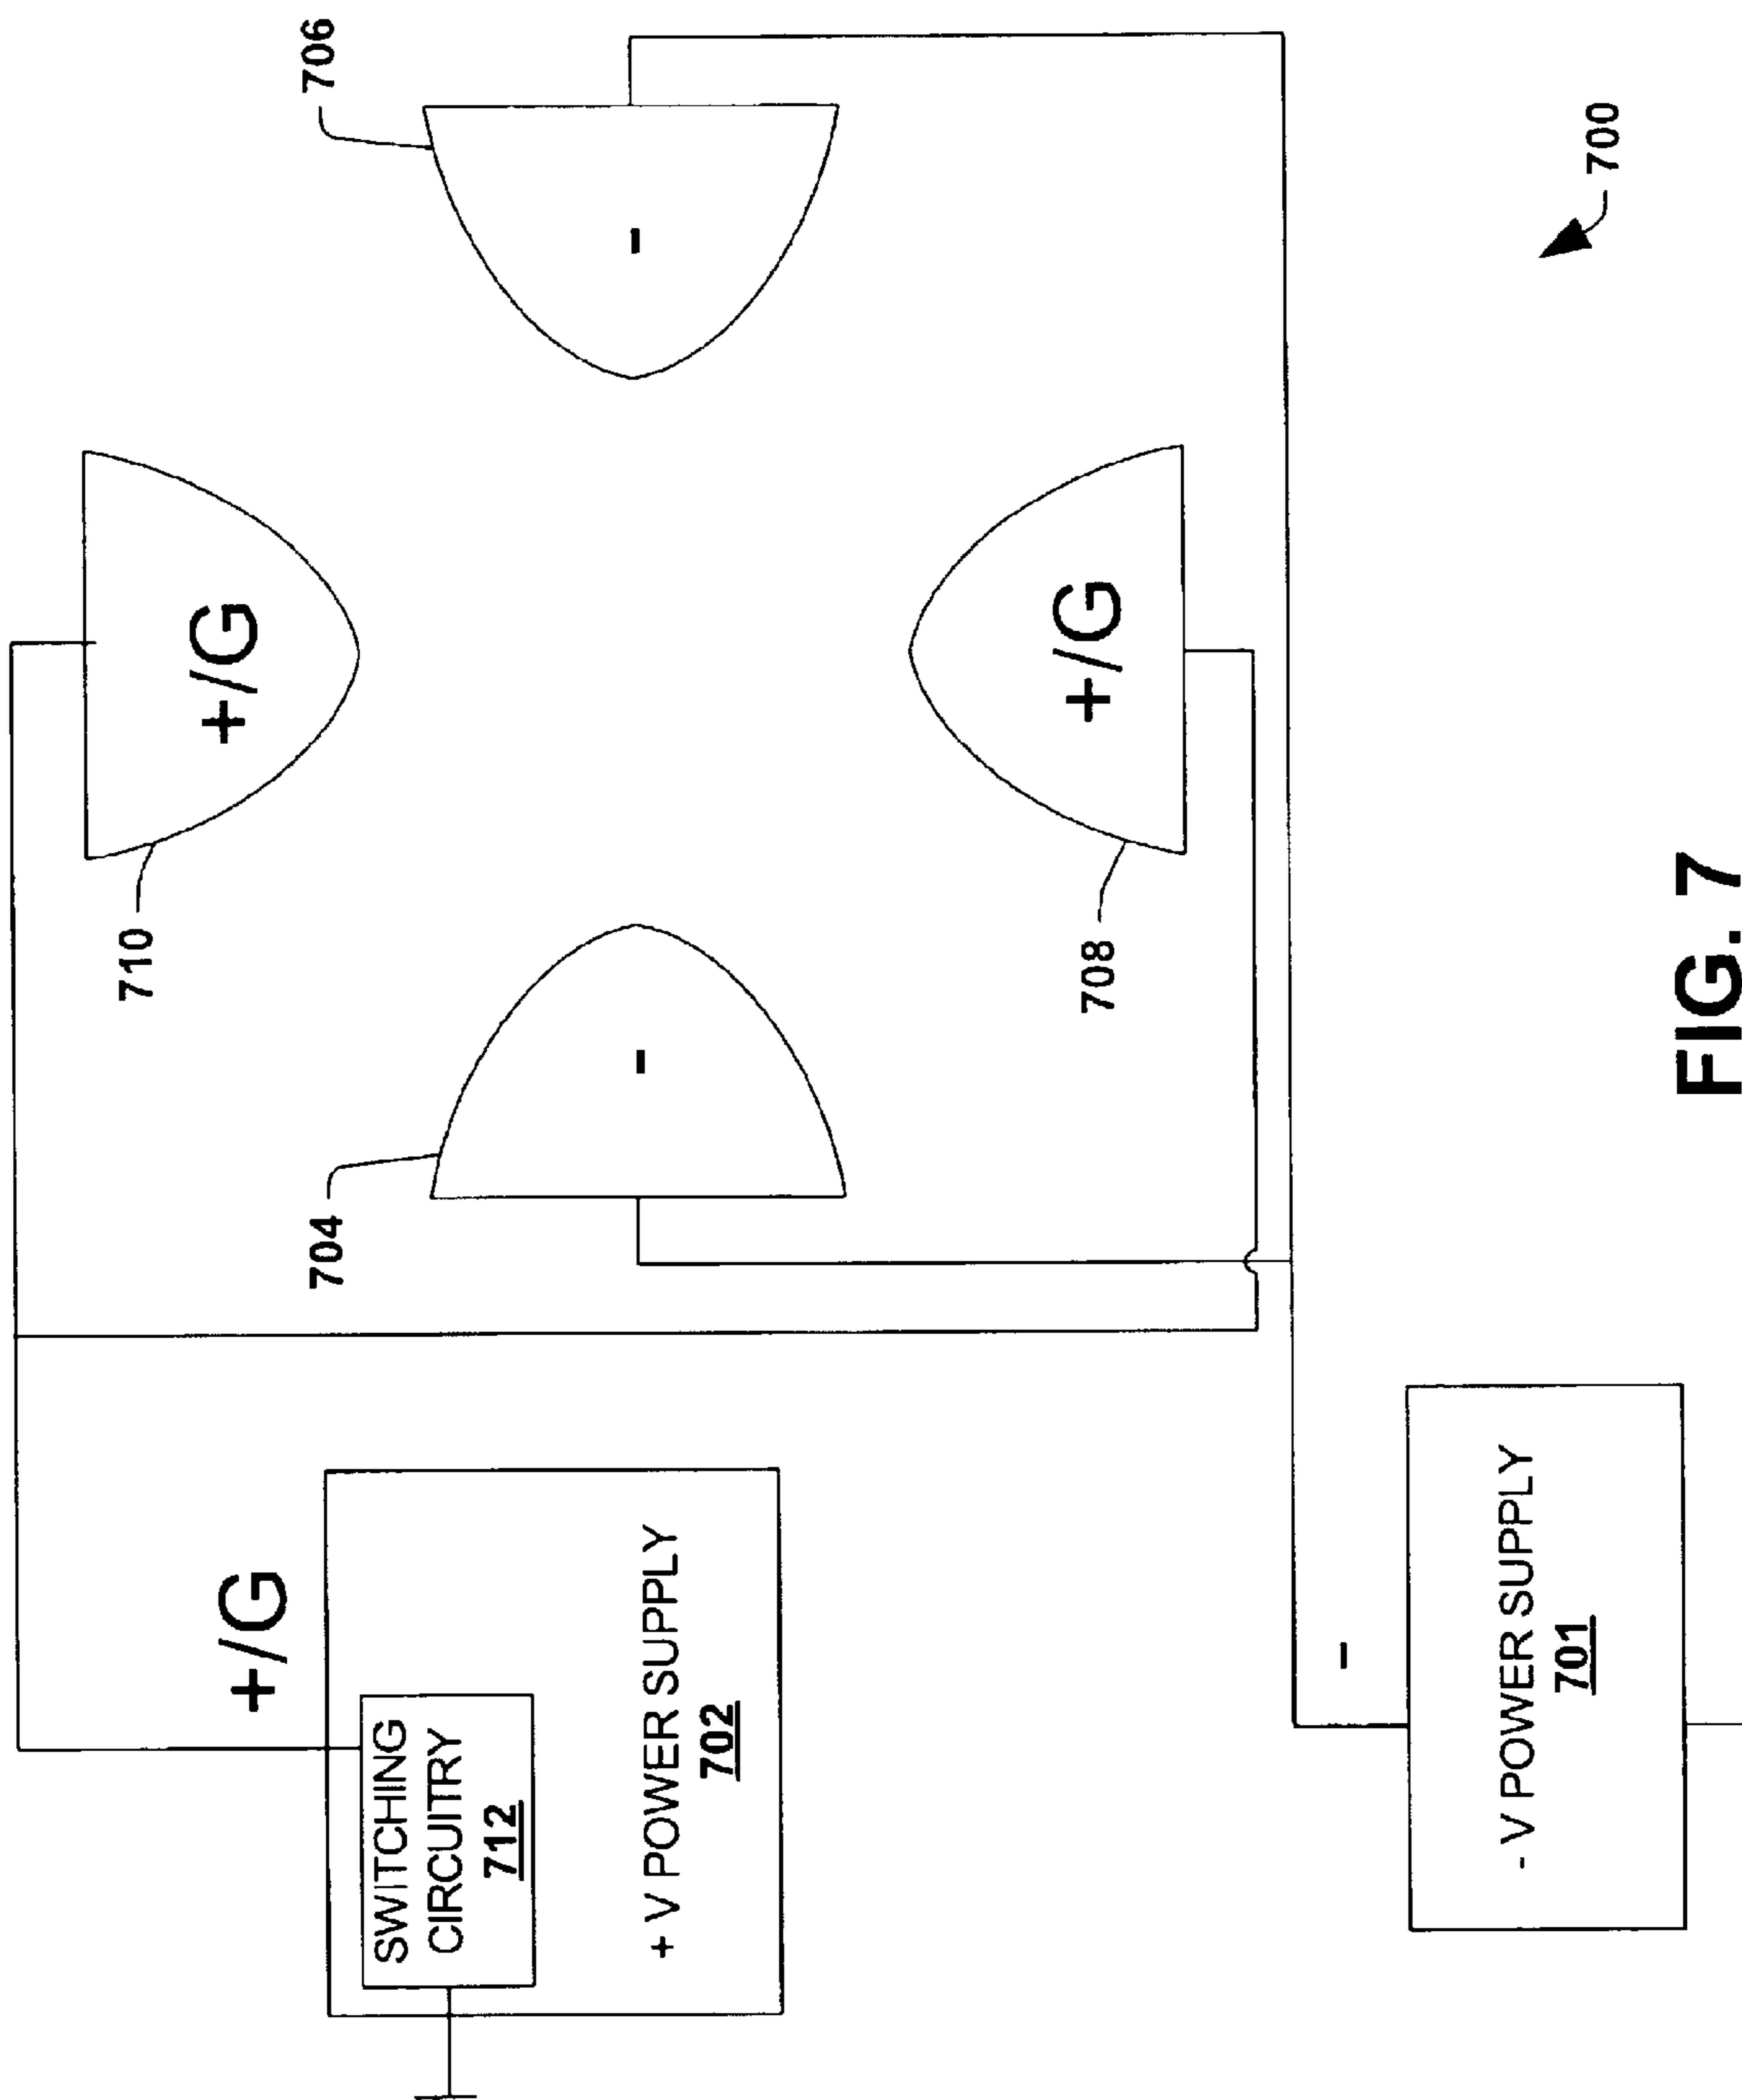 +/G
SWITCHING
CIRCUITRY
712
+ V POWER SUPPLY
702
710
+/G
704
-
706
-
708
+/G
-
- V POWER SUPPLY
701
700
FIG. 7